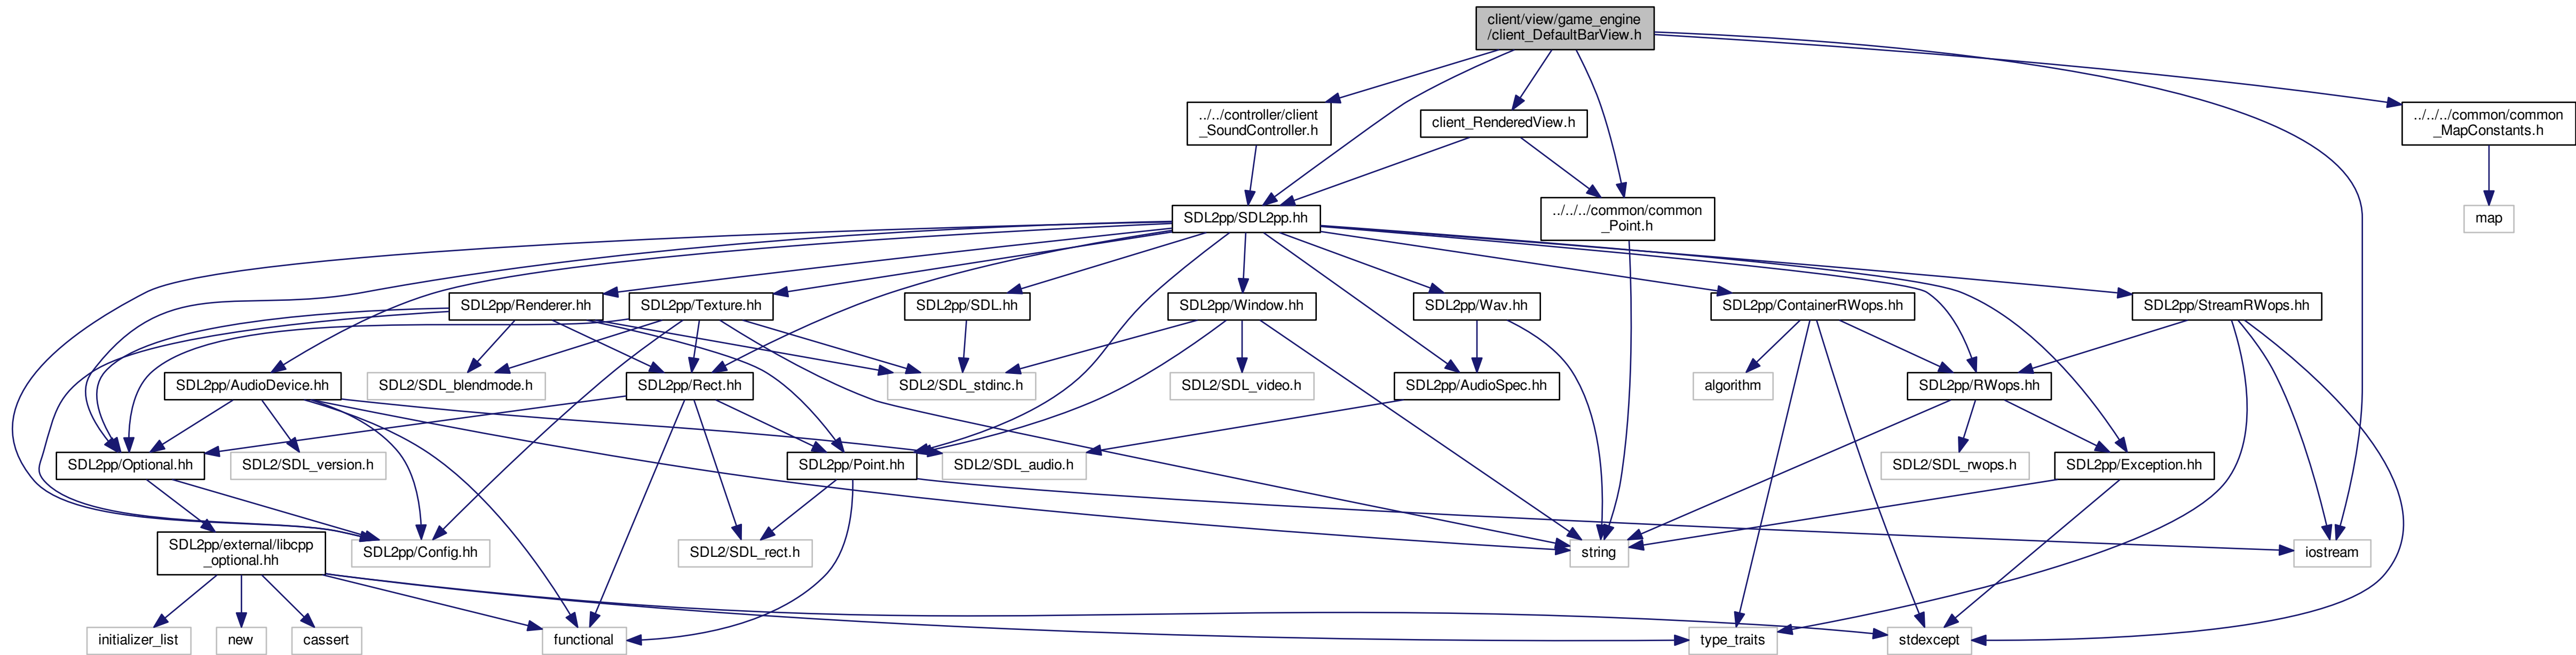 client/view/game_engine
/client_DefaultBarView.h
../../controller/client
_SoundController.h
client_RenderedView.h
../../../common/common
_MapConstants.h
SDL2pp/SDL2pp.hh
../../../common/common
_Point.h
map
SDL2pp/Renderer.hh
SDL2pp/Texture.hh
SDL2pp/SDL.hh
SDL2pp/Window.hh
SDL2pp/Wav.hh
SDL2pp/ContainerRWops.hh
SDL2pp/StreamRWops.hh
SDL2pp/AudioDevice.hh
SDL2/SDL_blendmode.h
SDL2pp/Rect.hh
SDL2/SDL_stdinc.h
SDL2/SDL_video.h
SDL2pp/AudioSpec.hh
algorithm
SDL2pp/RWops.hh
SDL2pp/Optional.hh
SDL2/SDL_version.h
SDL2pp/Point.hh
SDL2/SDL_audio.h
SDL2/SDL_rwops.h
SDL2pp/Exception.hh
SDL2pp/external/libcpp
_optional.hh
SDL2pp/Config.hh
SDL2/SDL_rect.h
string
iostream
initializer_list
new
cassert
functional
type_traits
stdexcept